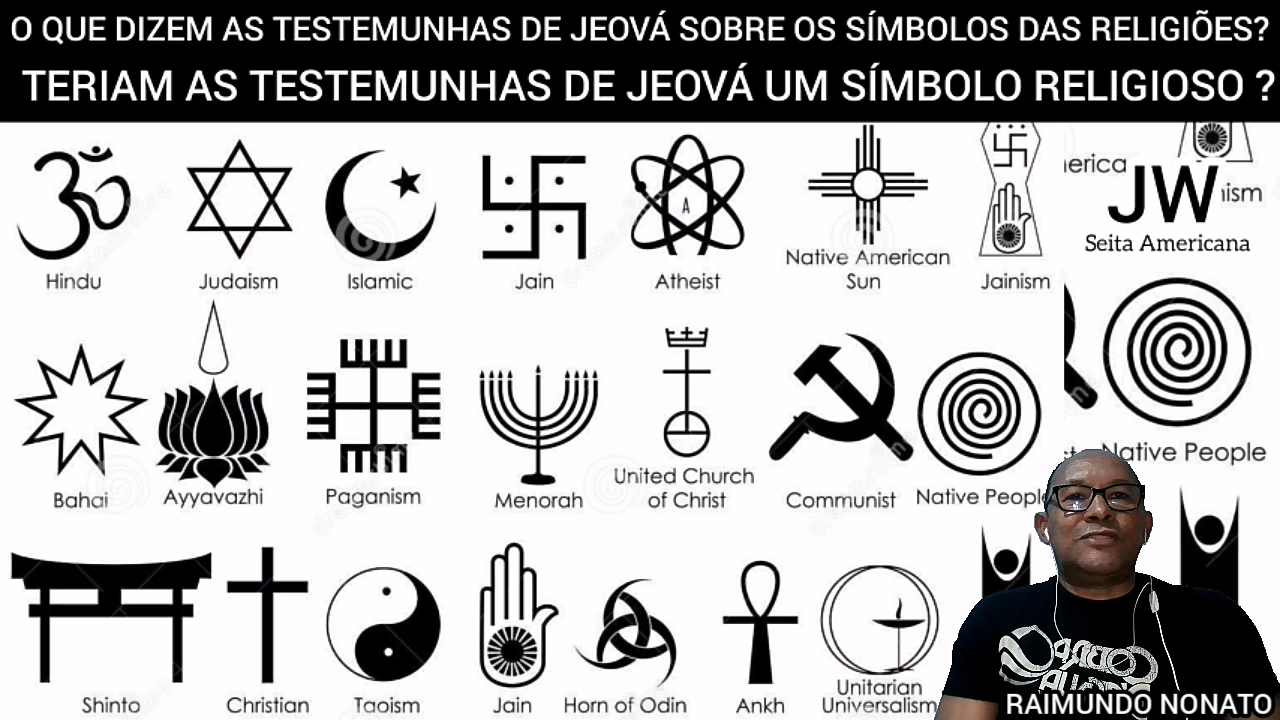 O QUE DIZEM AS TESTEMUNHAS DE JEOVÁ SOBRE OS SÍMBOLOS DAS RELIGIÕES?
TERIAM AS TESTEMUNHAS DE JEOVÁ UM SÍMBOLO RELIGIOSO ?
A
Hindu
Judaism
Islamic
Jain
Atheist
Native American
Sun
Jainism
erica
nism
JW
Seita Americana
Bahai
Ayyavazhi
Paganism
Menorah
United Church
of Christ
Communist
Native People
Native People
Shinto
Christian
Taoism
Jain
Horn of Odin
Ankh
Unitarian
Universalism
RAIMUNDO NONATO